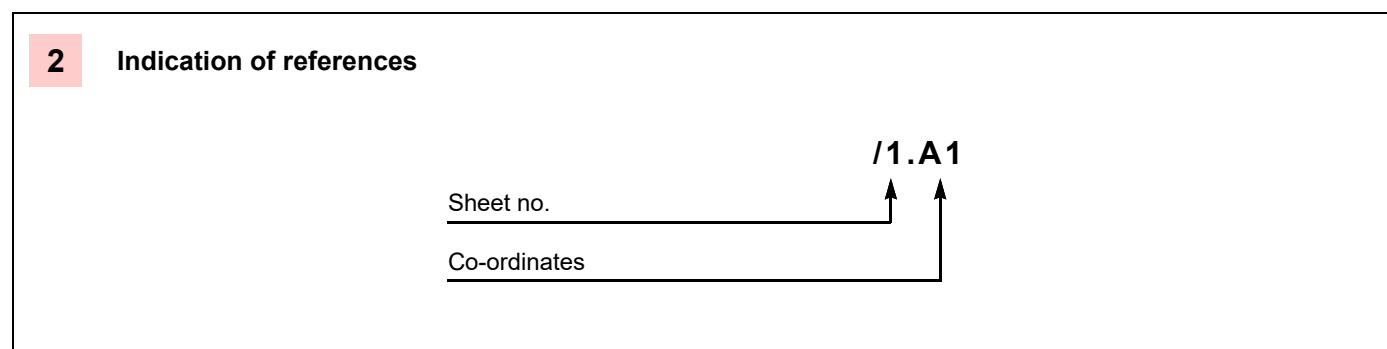 2 Indication of references
/1.A1
Sheet no.
Co-ordinates